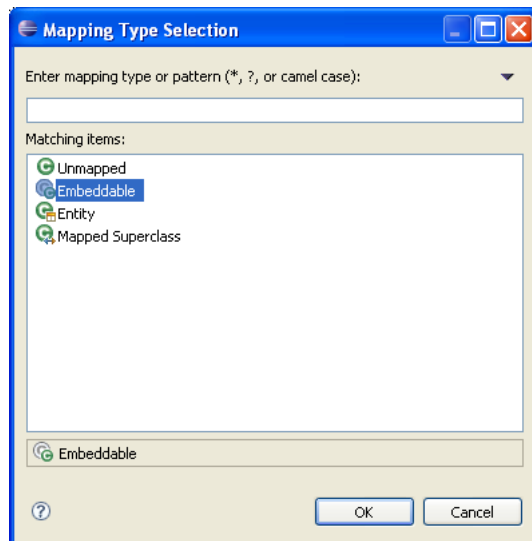 Mapping Type Selection
Enter mapping type or pattern (*, ?, or camel case):
Matching items:
Unmapped
Embeddable
Entity
Mapped Superclass
Embeddable
?
OK Cancel